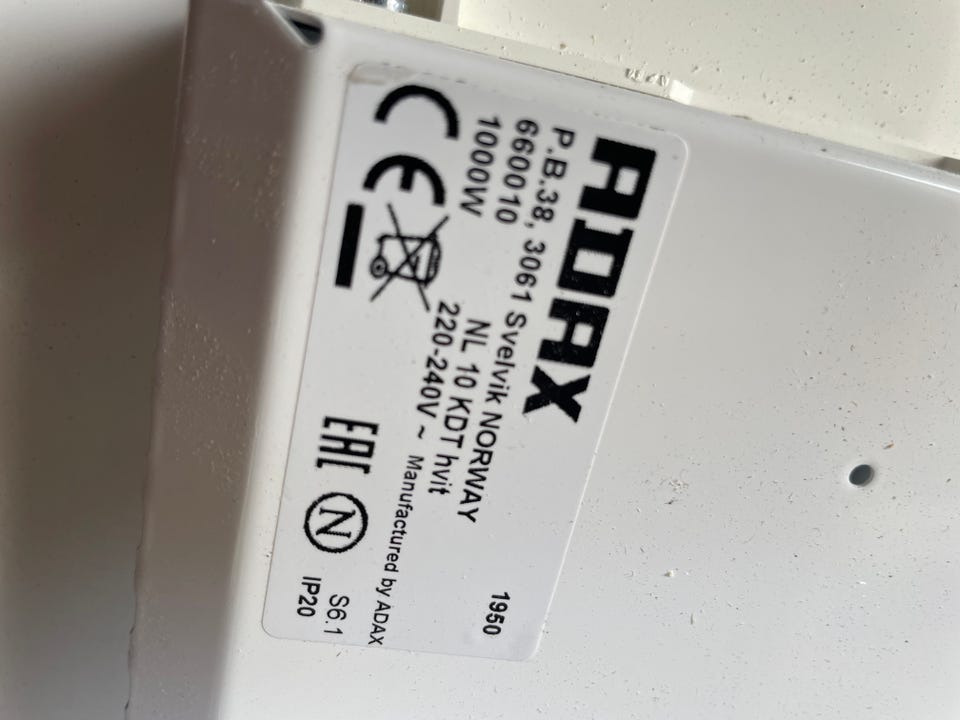 ADAX
P.B.38, 3061 Svelvik NORWAY
660010 NL 10 KDT hvit 1950
1000W 220-240V ~
Manufactured by ADAX
CE EAC N S6.1
IP20